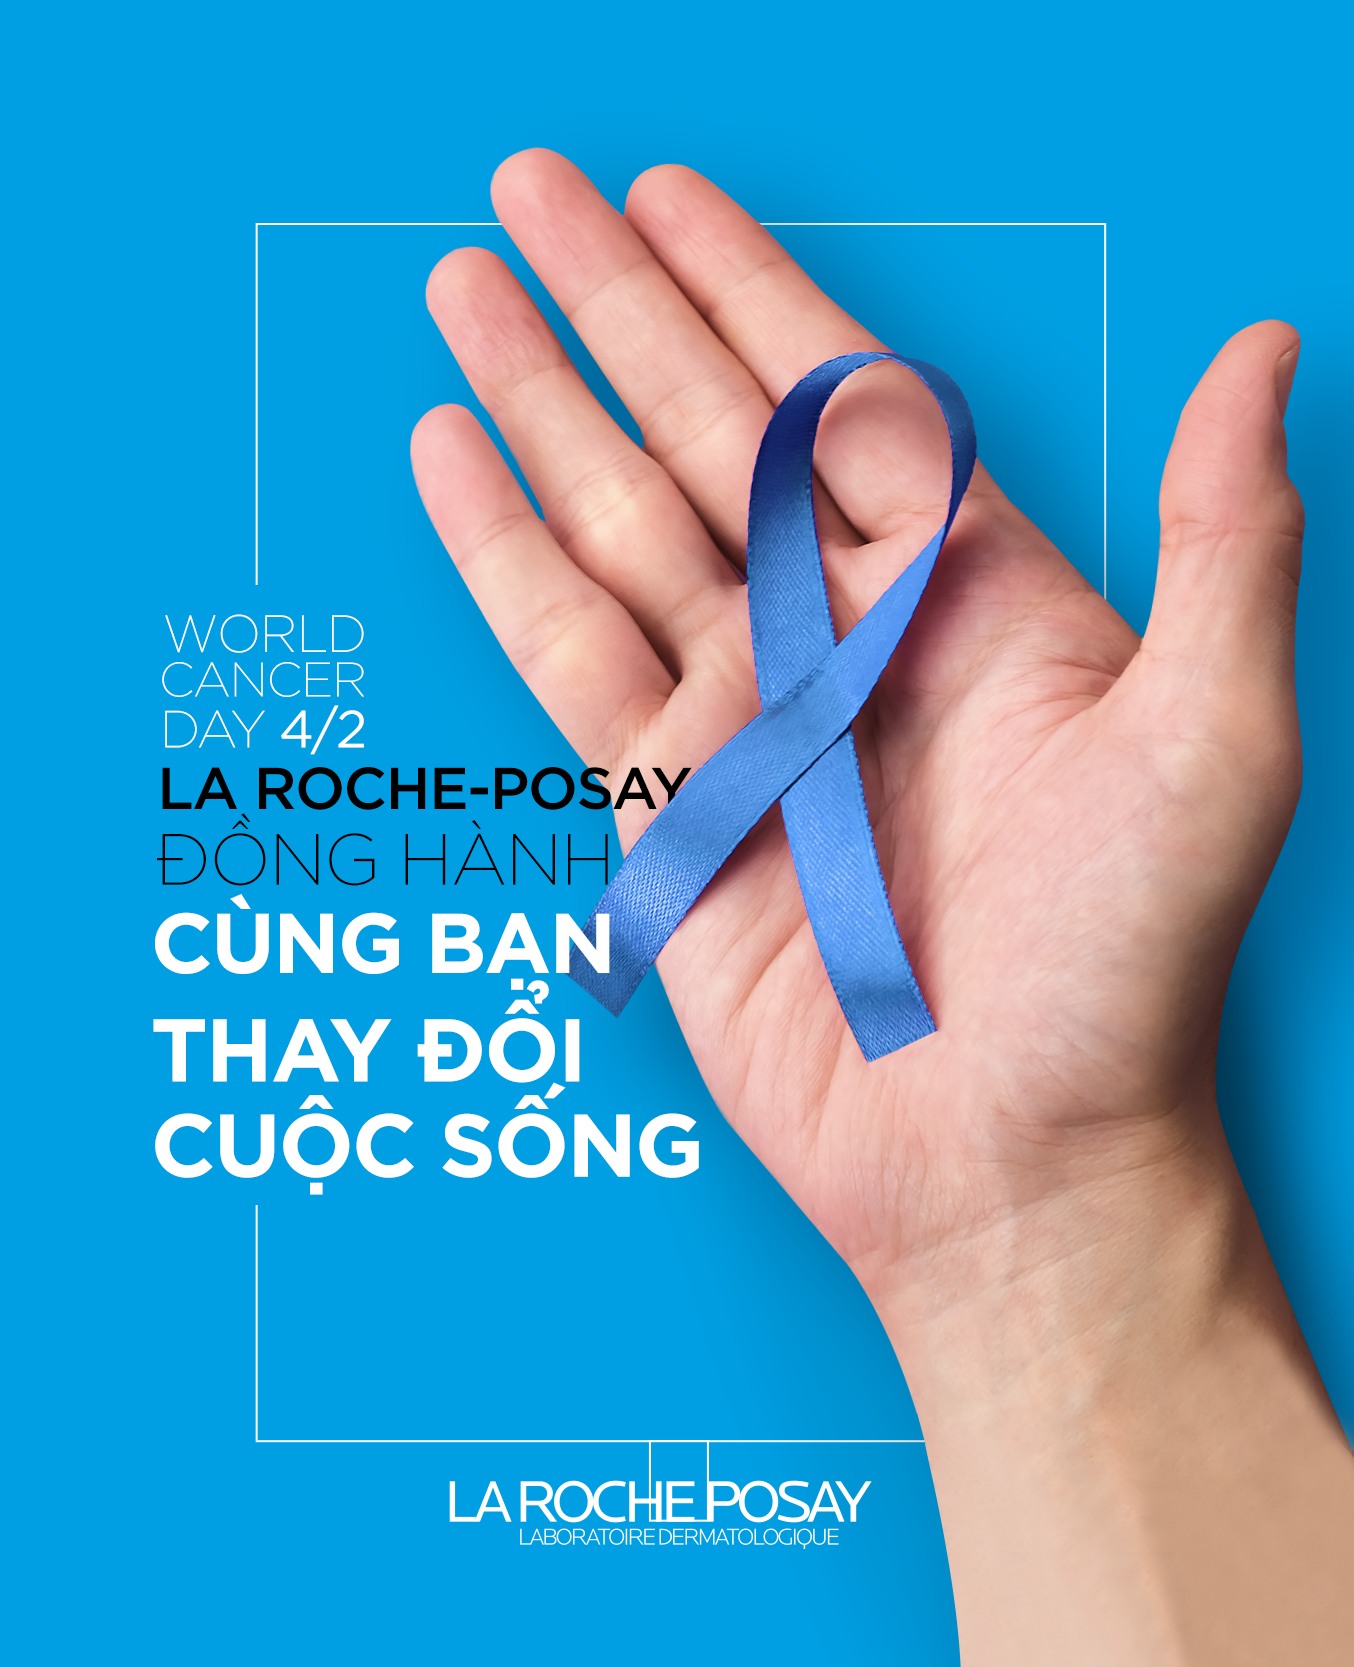 WORLD
CANCER
DAY 4/2
LA ROCHE-POSAY
ĐỒNG HÀNH
CÙNG BẠN
THAY ĐỔI
CUỘC SỐNG
LA ROCHE POSAY
LABORATOIRE DERMATOLOGIQUE